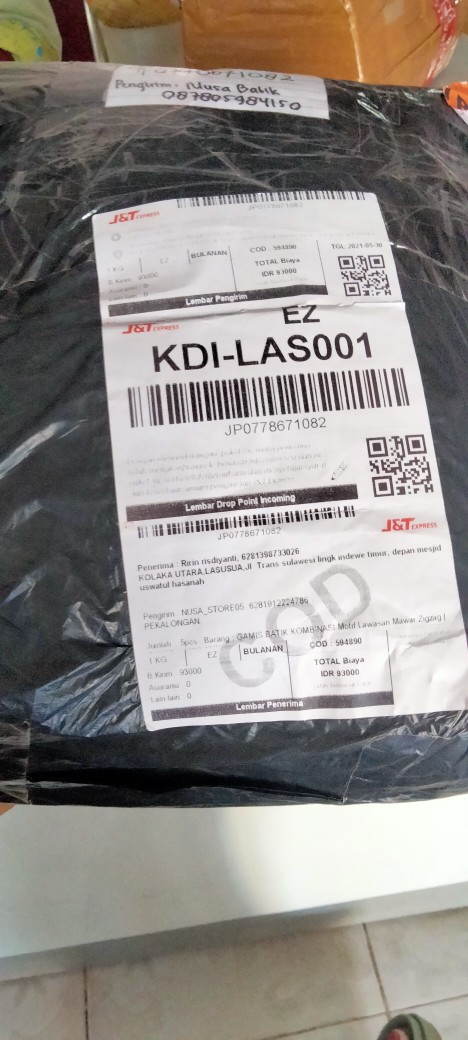 Pengirim : Nusa Batik
087805984150
J&T EXPRESS
JP0778671082
1 KG EZ BULANAN COD : 594890 TGL :2021-05-30
B Kirim 93000 TOTAL Biaya
IDR 93000
Lembar Pengirim
J&T EXPRESS EZ
KDI-LAS001
JP0778671082
Lembar Drop Point Incoming
JP0778671082
J&T EXPRESS
Penerima : Ririn risdiyanti, 6281398733026
KOLAKA UTARA,LASUSUA,Jl Trans sulawesi lingk indewe timur, depan mesjid
uswatul hasanah
Pengirim NUSA_STORE05 6281912224786
PEKALONGAN
Jumlah 5pcs Barang : GAMIS BATIK KOMBINASI Motif Lawasan Mawar Zigzag |
1 KG EZ BULANAN COD : 594890
B Kirim 93000 TOTAL Biaya
Asuransi 0 IDR 93000
Lain-lain 0
Lembar Penerima
COD